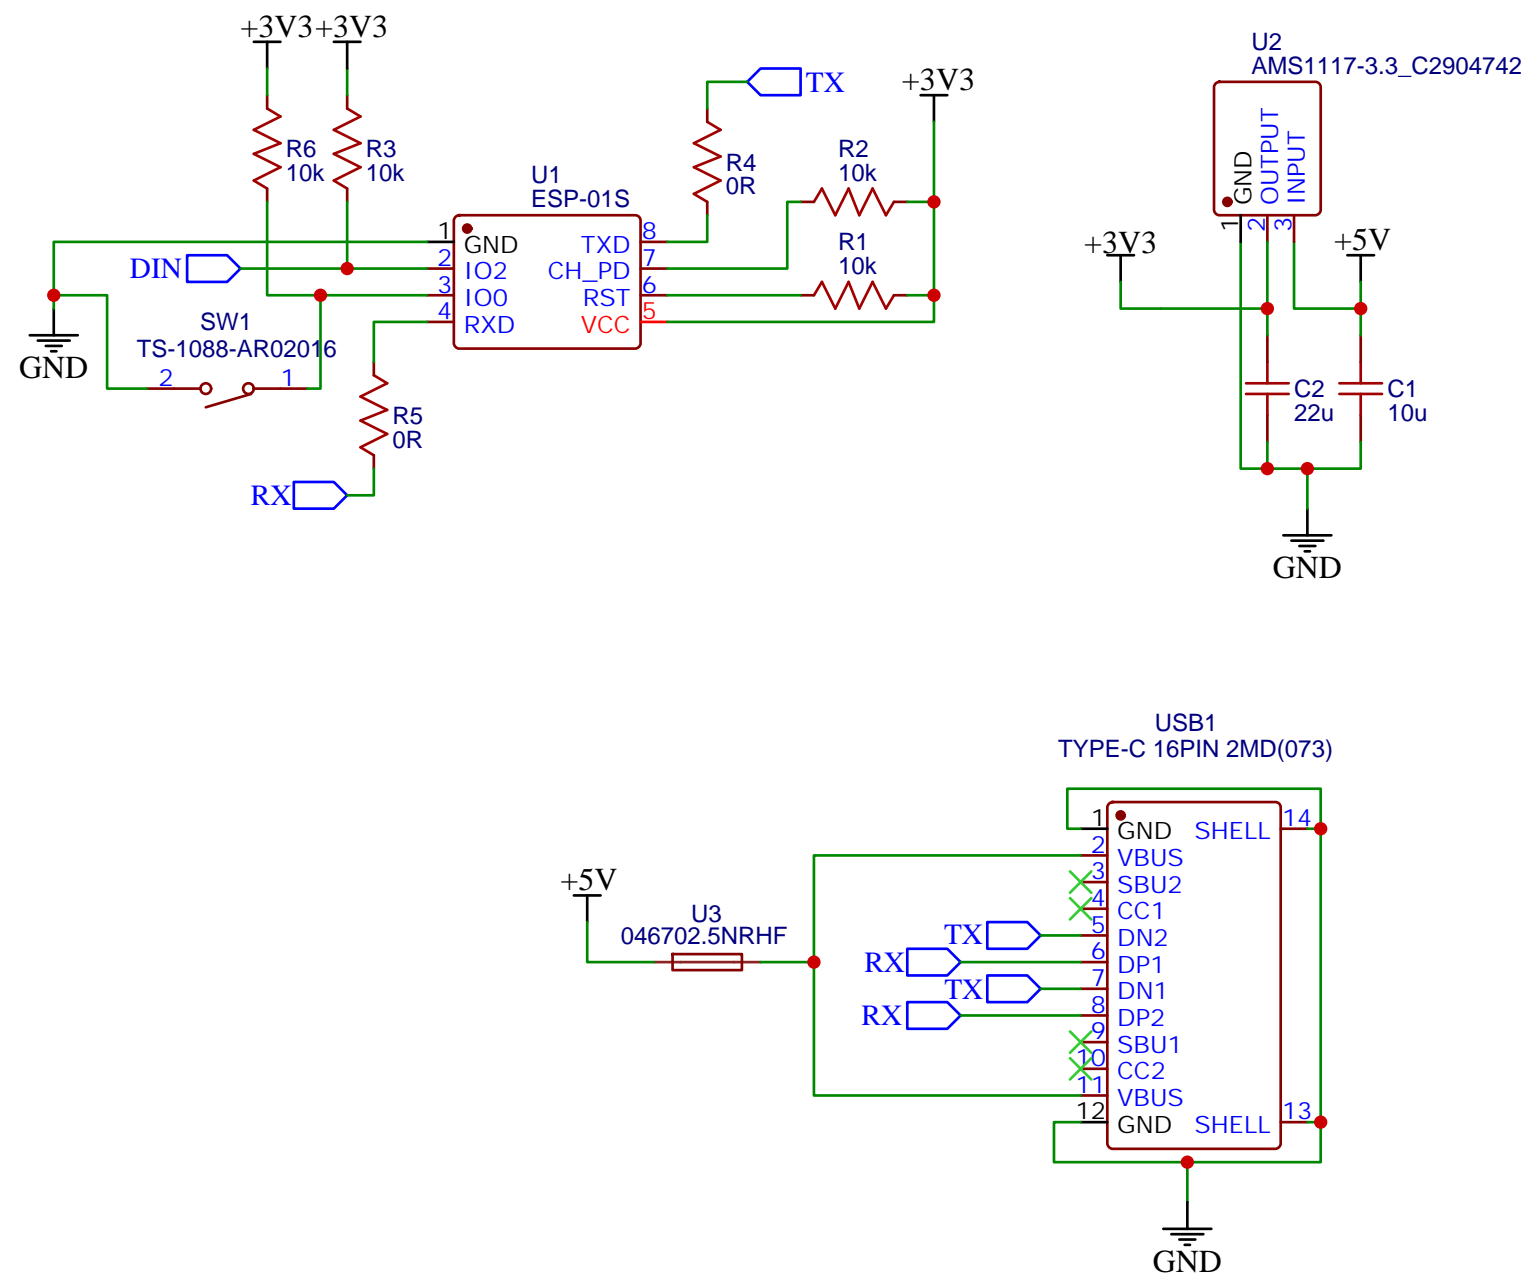 +3V3
+3V3
R6
10k
R3
10k
TX
R4
0R
+3V3
R2
10k
R1
10k
U1
ESP-01S
1
GND
2
IO2
3
IO0
4
RXD
8
TXD
7
CH_PD
6
RST
5
VCC
DIN
GND
SW1
TS-1088-AR02016
2
1
R5
0R
RX
U2
AMS1117-3.3_C2904742
GND
OUTPUT
INPUT
1
2
3
+3V3
+5V
C2
22u
C1
10u
GND
USB1
TYPE-C 16PIN 2MD(073)
1
GND
2
VBUS
3
SBU2
4
CC1
5
DN2
6
DP1
7
DN1
8
DP2
9
SBU1
10
CC2
11
VBUS
12
GND
SHELL
14
SHELL
13
+5V
U3
046702.5NRHF
TX
RX
TX
RX
GND